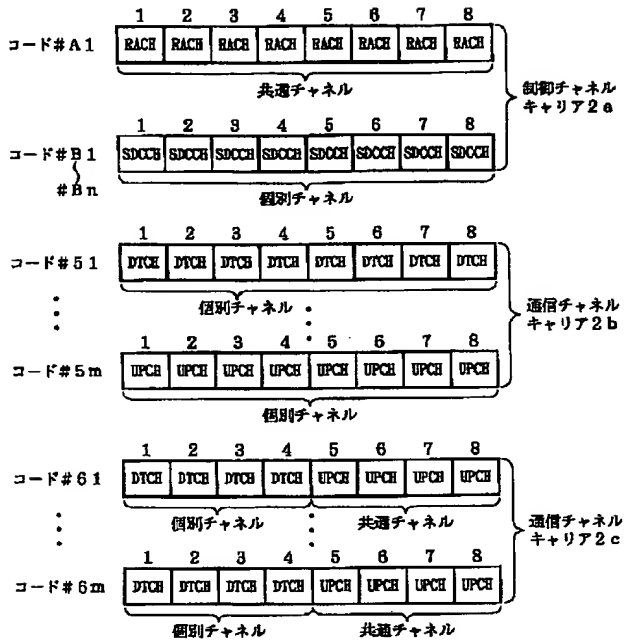 1 2 3 4 5 6 7 8
コード#A1 RACH RACH RACH RACH RACH RACH RACH RACH
共通チャネル
制御チャネル
キャリア2a
1 2 3 4 5 6 7 8
コード#B1 SDCCH SDCCH SDCCH SDCCH SDCCH SDCCH SDCCH SDCCH
#Bn
個別チャネル
1 2 3 4 5 6 7 8
コード#51 DTCH DTCH DTCH DTCH DTCH DTCH DTCH DTCH
個別チャネル
通信チャネル
キャリア2b
1 2 3 4 5 6 7 8
コード#5m UPCH UPCH UPCH UPCH UPCH UPCH UPCH UPCH
個別チャネル
1 2 3 4 5 6 7 8
コード#61 DTCH DTCH DTCH DTCH UPCH UPCH UPCH UPCH
個別チャネル 共通チャネル
通信チャネル
キャリア2c
1 2 3 4 5 6 7 8
コード#6m DTCH DTCH DTCH DTCH UPCH UPCH UPCH UPCH
個別チャネル 共通チャネル